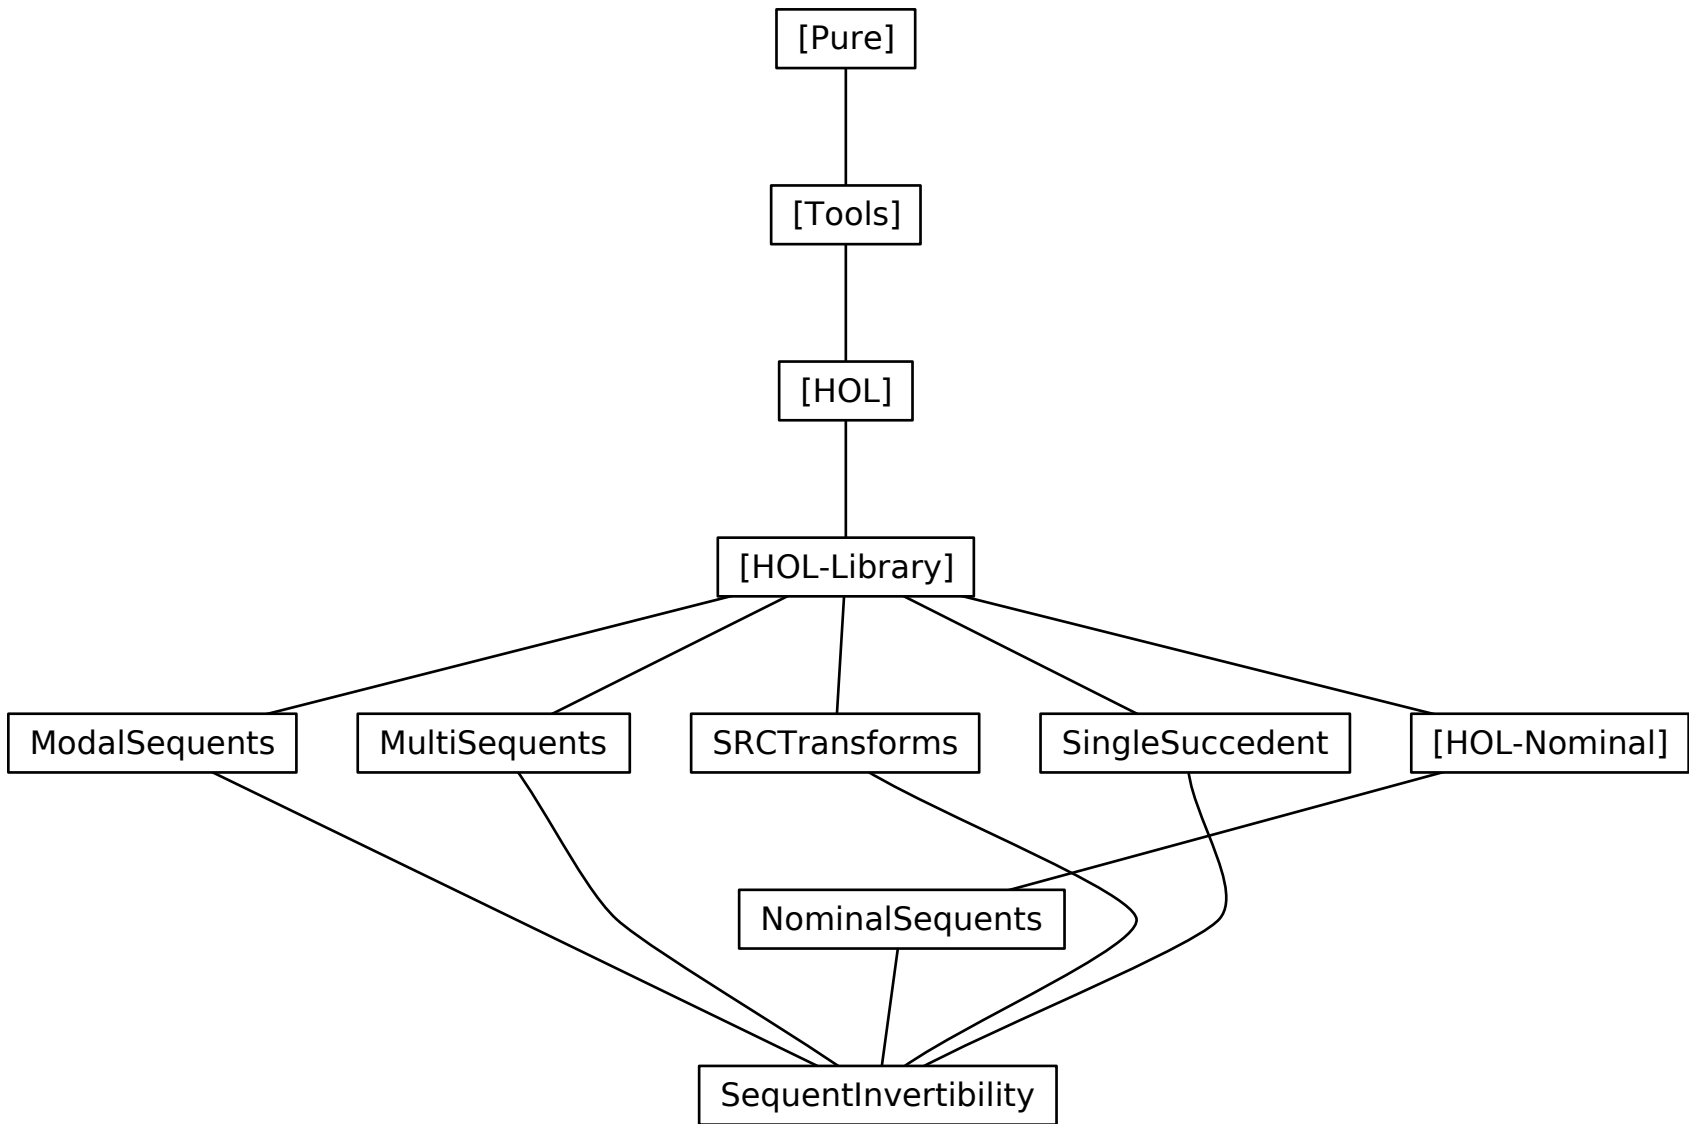 [Pure]
[Tools]
[HOL]
[HOL-Library]
ModalSequents
MultiSequents
SRCTransforms
SingleSuccedent
[HOL-Nominal]
NominalSequents
SequentInvertibility